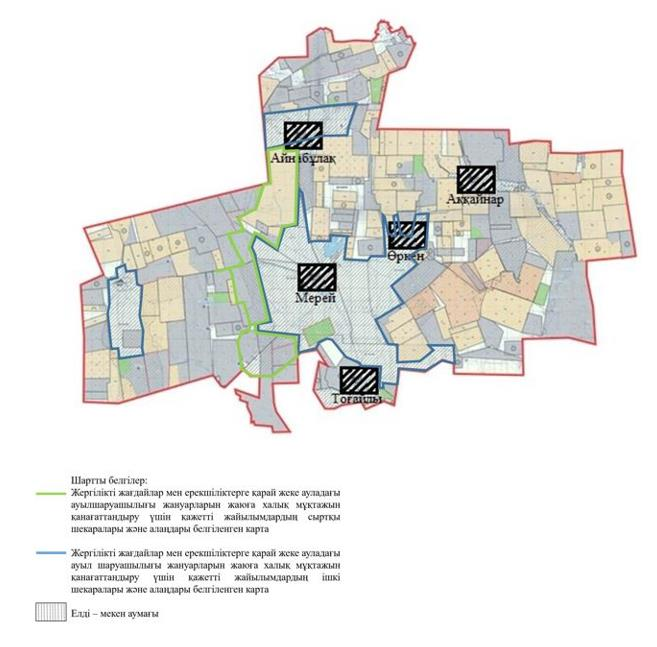 Айнабұлақ
Аққайнар
Өркен
Мерей
Тоғайлы
Шартты белгілер:
Жергілікті жағдайлар мен ерекшіліктерге қарай жеке ауладағы
ауылшаруашылығы жануарларын жаюға халық мұқтажын
қанағаттандыру үшін қажетті жайылымдардың сыртқы
шекаралары және алаңдары белгіленген карта
Жергілікті жағдайлар мен ерекшіліктерге қарай жеке ауладағы
ауыл шаруашылығы жануарларын жаюға халық мұқтажын
қанағаттандыру үшін қажетті жайылымдардың ішкі
шекаралары және алаңдары белгіленген карта
Елді – мекен аумағы